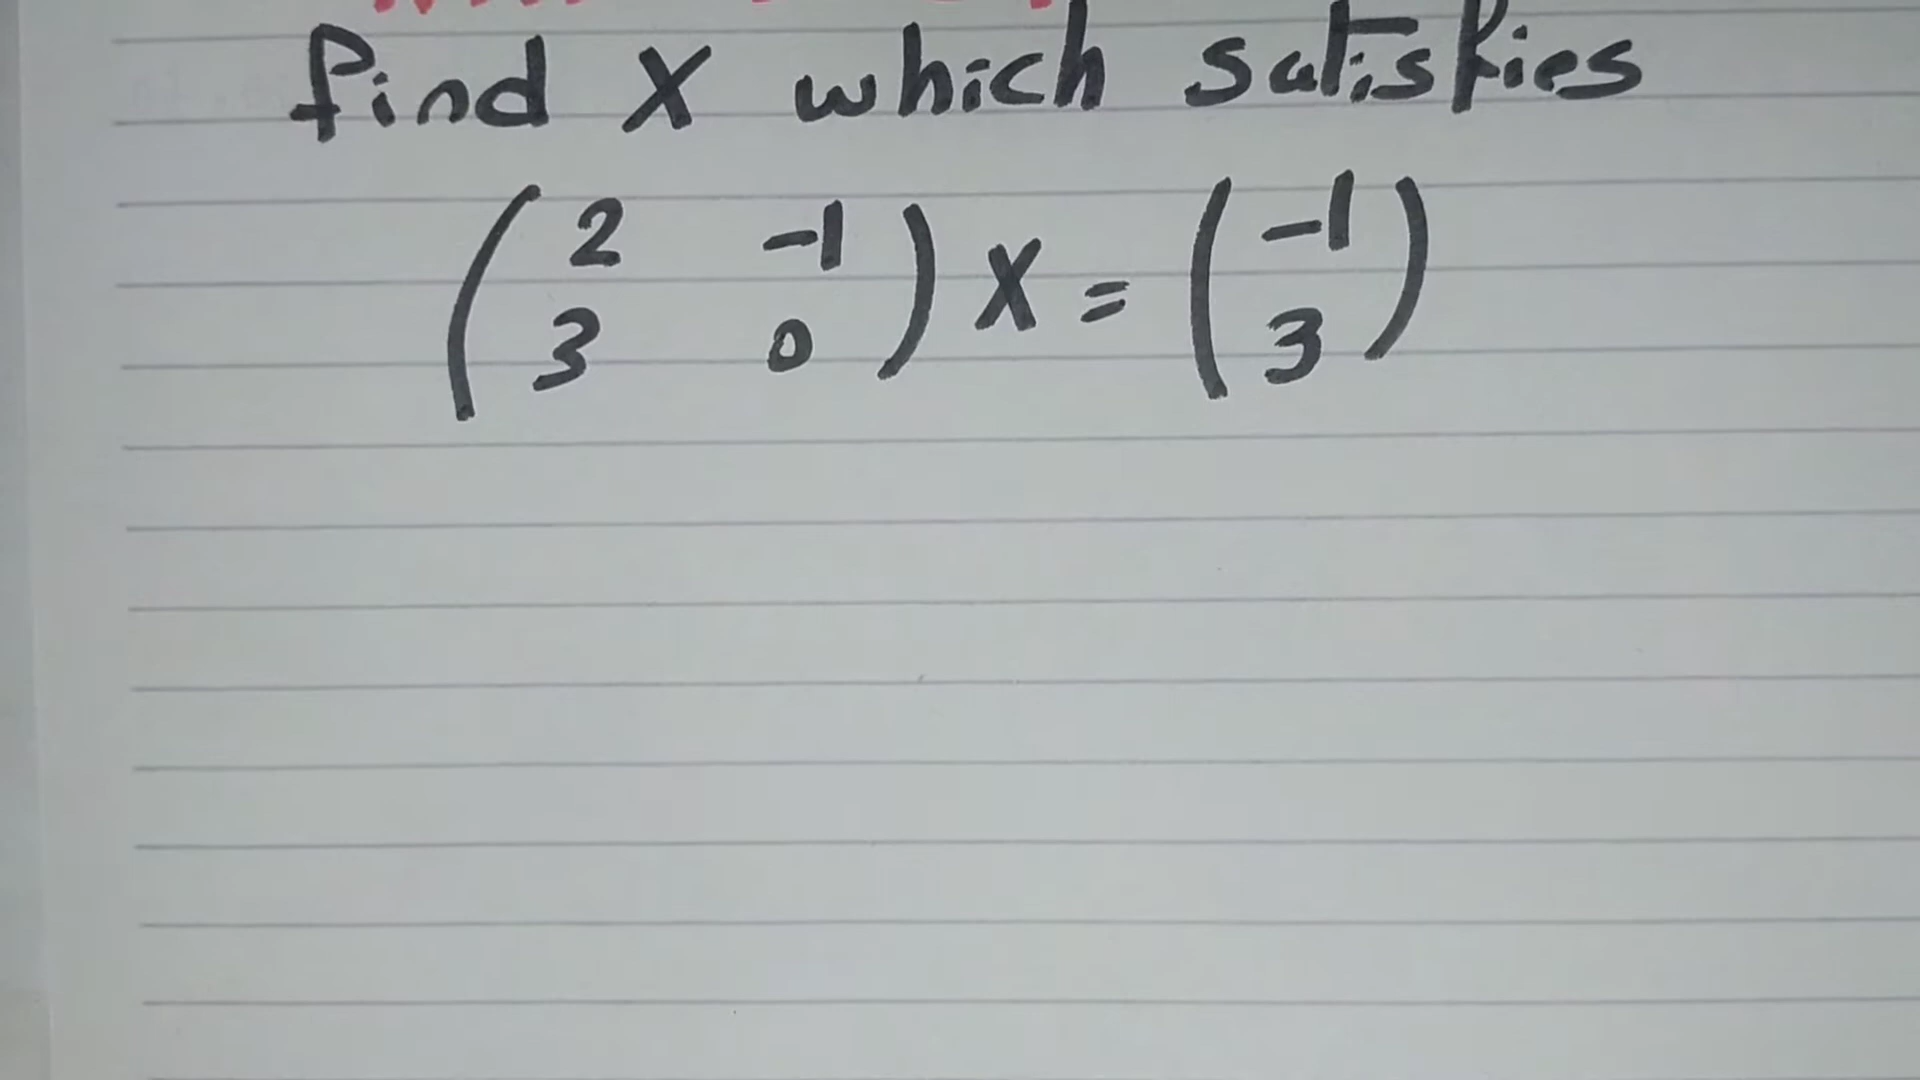 find X which satisfies
( 2 -1 ) X = ( -1 )
( 3 0 ) ( 3 )